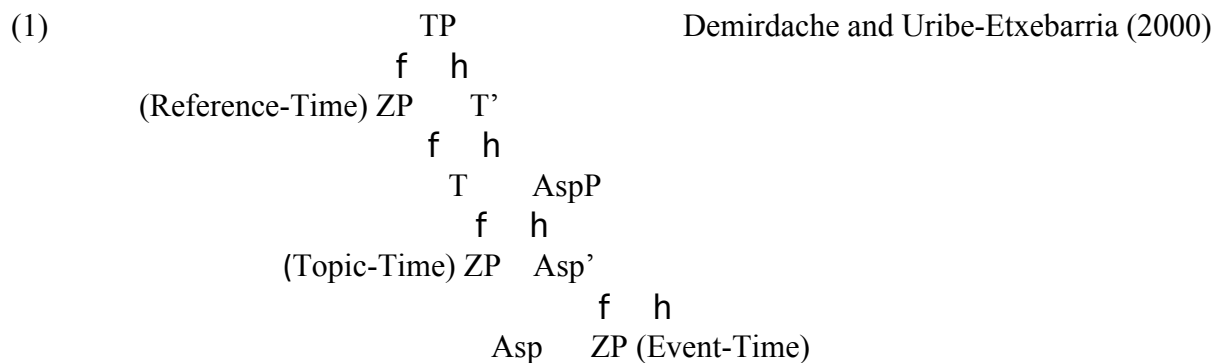 (1) TP Demirdache and Uribe-Etxebarria (2000)
f h
(Reference-Time) ZP T’
f h
T AspP
f h
(Topic-Time) ZP Asp’
f h
Asp ZP (Event-Time)